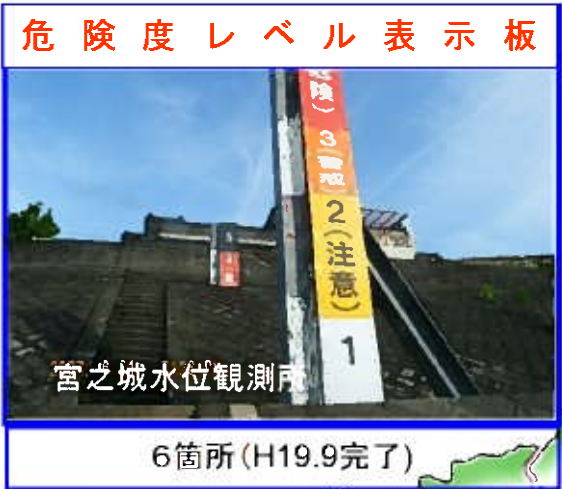 危険度レベル表示板
危険）
3（警戒）
2（注意）
1
宮之城水位観測所
6箇所（H19.9完了）